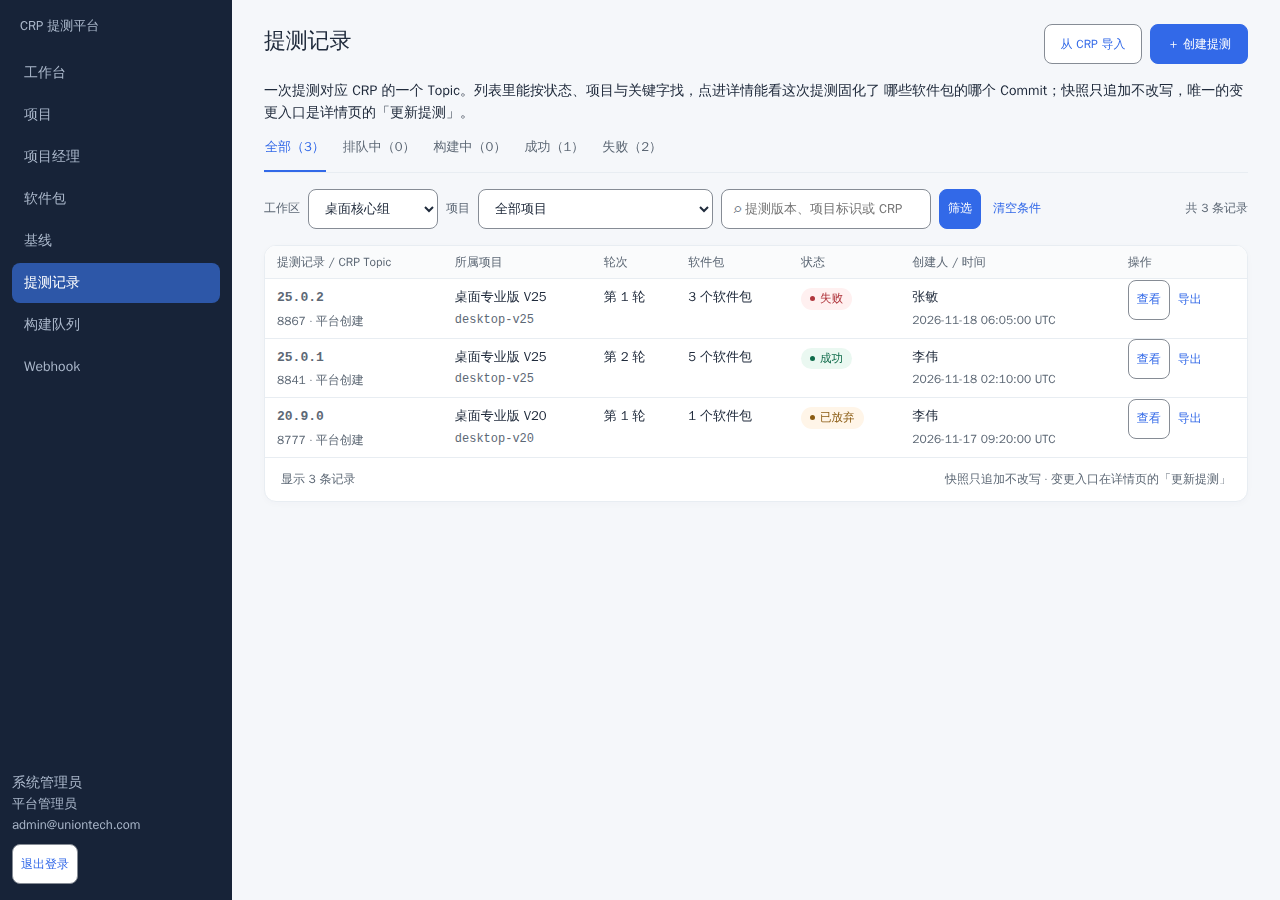 CRP 提测平台
工作台
项目
项目经理
软件包
基线
提测记录
构建队列
Webhook
系统管理员
平台管理员
admin@uniontech.com
退出登录
提测记录
从 CRP 导入
＋ 创建提测
一次提测对应 CRP 的一个 Topic。列表里能按状态、项目与关键字找，点进详情能看这次提测固化了 哪些软件包的哪个 Commit；快照只追加不改写，唯一的变
更入口是详情页的「更新提测」。
全部（3） 排队中（0） 构建中（0） 成功（1） 失败（2）
工作区 桌面核心组 项目 全部项目 ⌕ 提测版本、项目标识或 CRP 筛选 清空条件 共 3 条记录
提测记录 / CRP Topic 所属项目 轮次 软件包 状态 创建人 / 时间 操作
25.0.2 桌面专业版 V25 第 1 轮 3 个软件包 失败 张敏 查看 导出
8867 · 平台创建 desktop-v25 2026-11-18 06:05:00 UTC
25.0.1 桌面专业版 V25 第 2 轮 5 个软件包 成功 李伟 查看 导出
8841 · 平台创建 desktop-v25 2026-11-18 02:10:00 UTC
20.9.0 桌面专业版 V20 第 1 轮 1 个软件包 已放弃 李伟 查看 导出
8777 · 平台创建 desktop-v20 2026-11-17 09:20:00 UTC
显示 3 条记录 快照只追加不改写 · 变更入口在详情页的「更新提测」